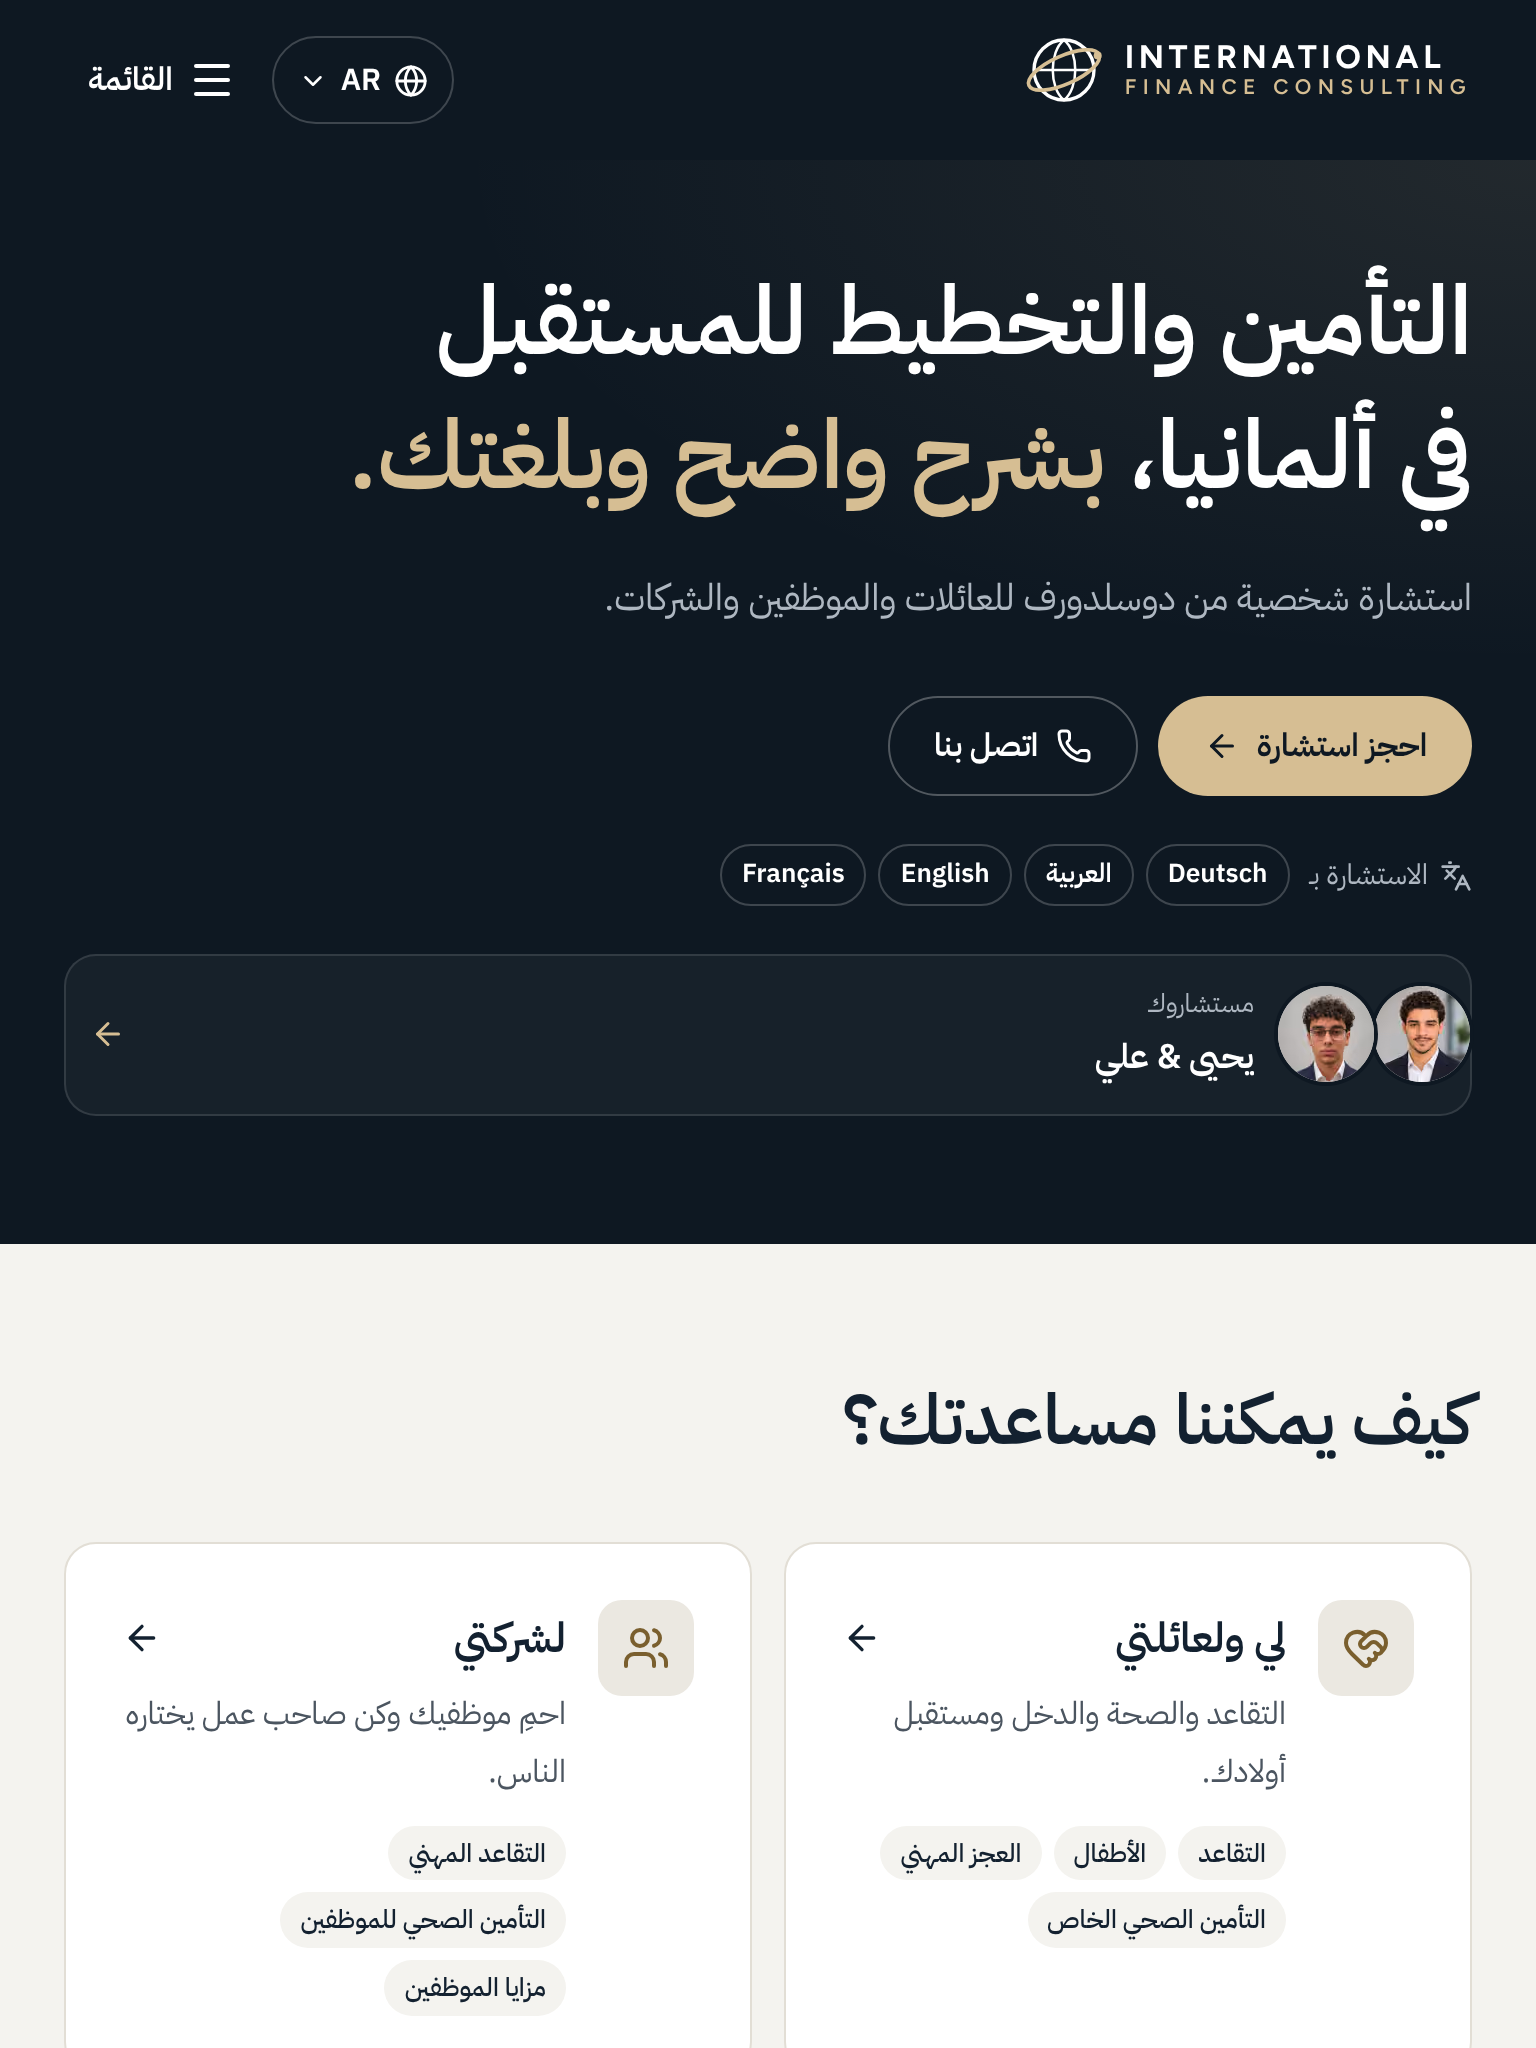 INTERNATIONAL
FINANCE CONSULTING
AR
القائمة
التأمين والتخطيط للمستقبل
في ألمانيا، بشرح واضح وبلغتك.
استشارة شخصية من دوسلدورف للعائلات والموظفين والشركات.
احجز استشارة
اتصل بنا
الاستشارة بـ
Deutsch
العربية
English
Français
مستشاروك
يحيى & علي
كيف يمكننا مساعدتك؟
لي ولعائلتي
التقاعد والصحة والدخل ومستقبل
أولادك.
التقاعد
الأطفال
العجز المهني
التأمين الصحي الخاص
لشركتي
احمِ موظفيك وكن صاحب عمل يختاره
الناس.
التقاعد المهني
التأمين الصحي للموظفين
مزايا الموظفين